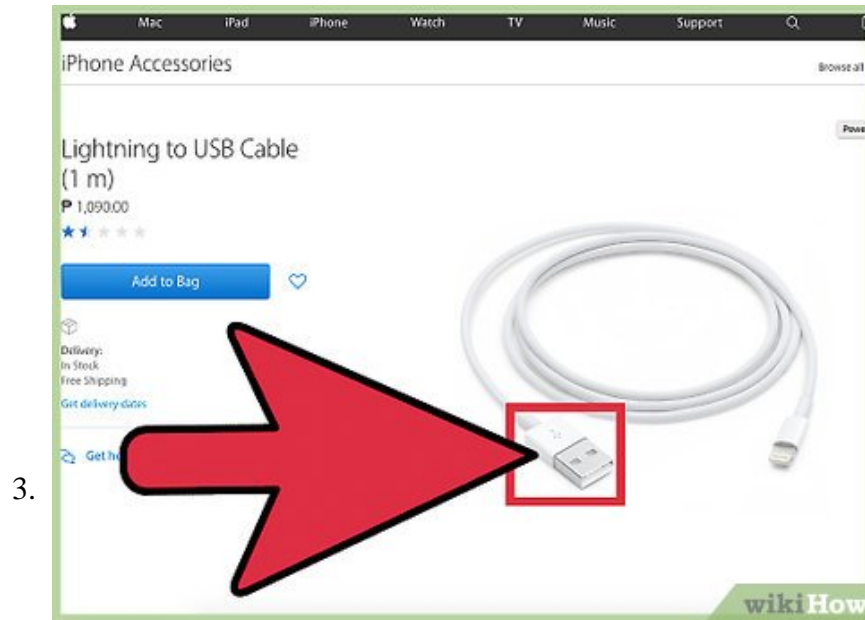 Mac iPad iPhone Watch TV Music Support
iPhone Accessories
Browse all
Lightning to USB Cable
(1 m)
₱ 1,090.00
Add to Bag
Delivery:
In Stock
Free Shipping
Get delivery dates
Get
3.
wikiHow